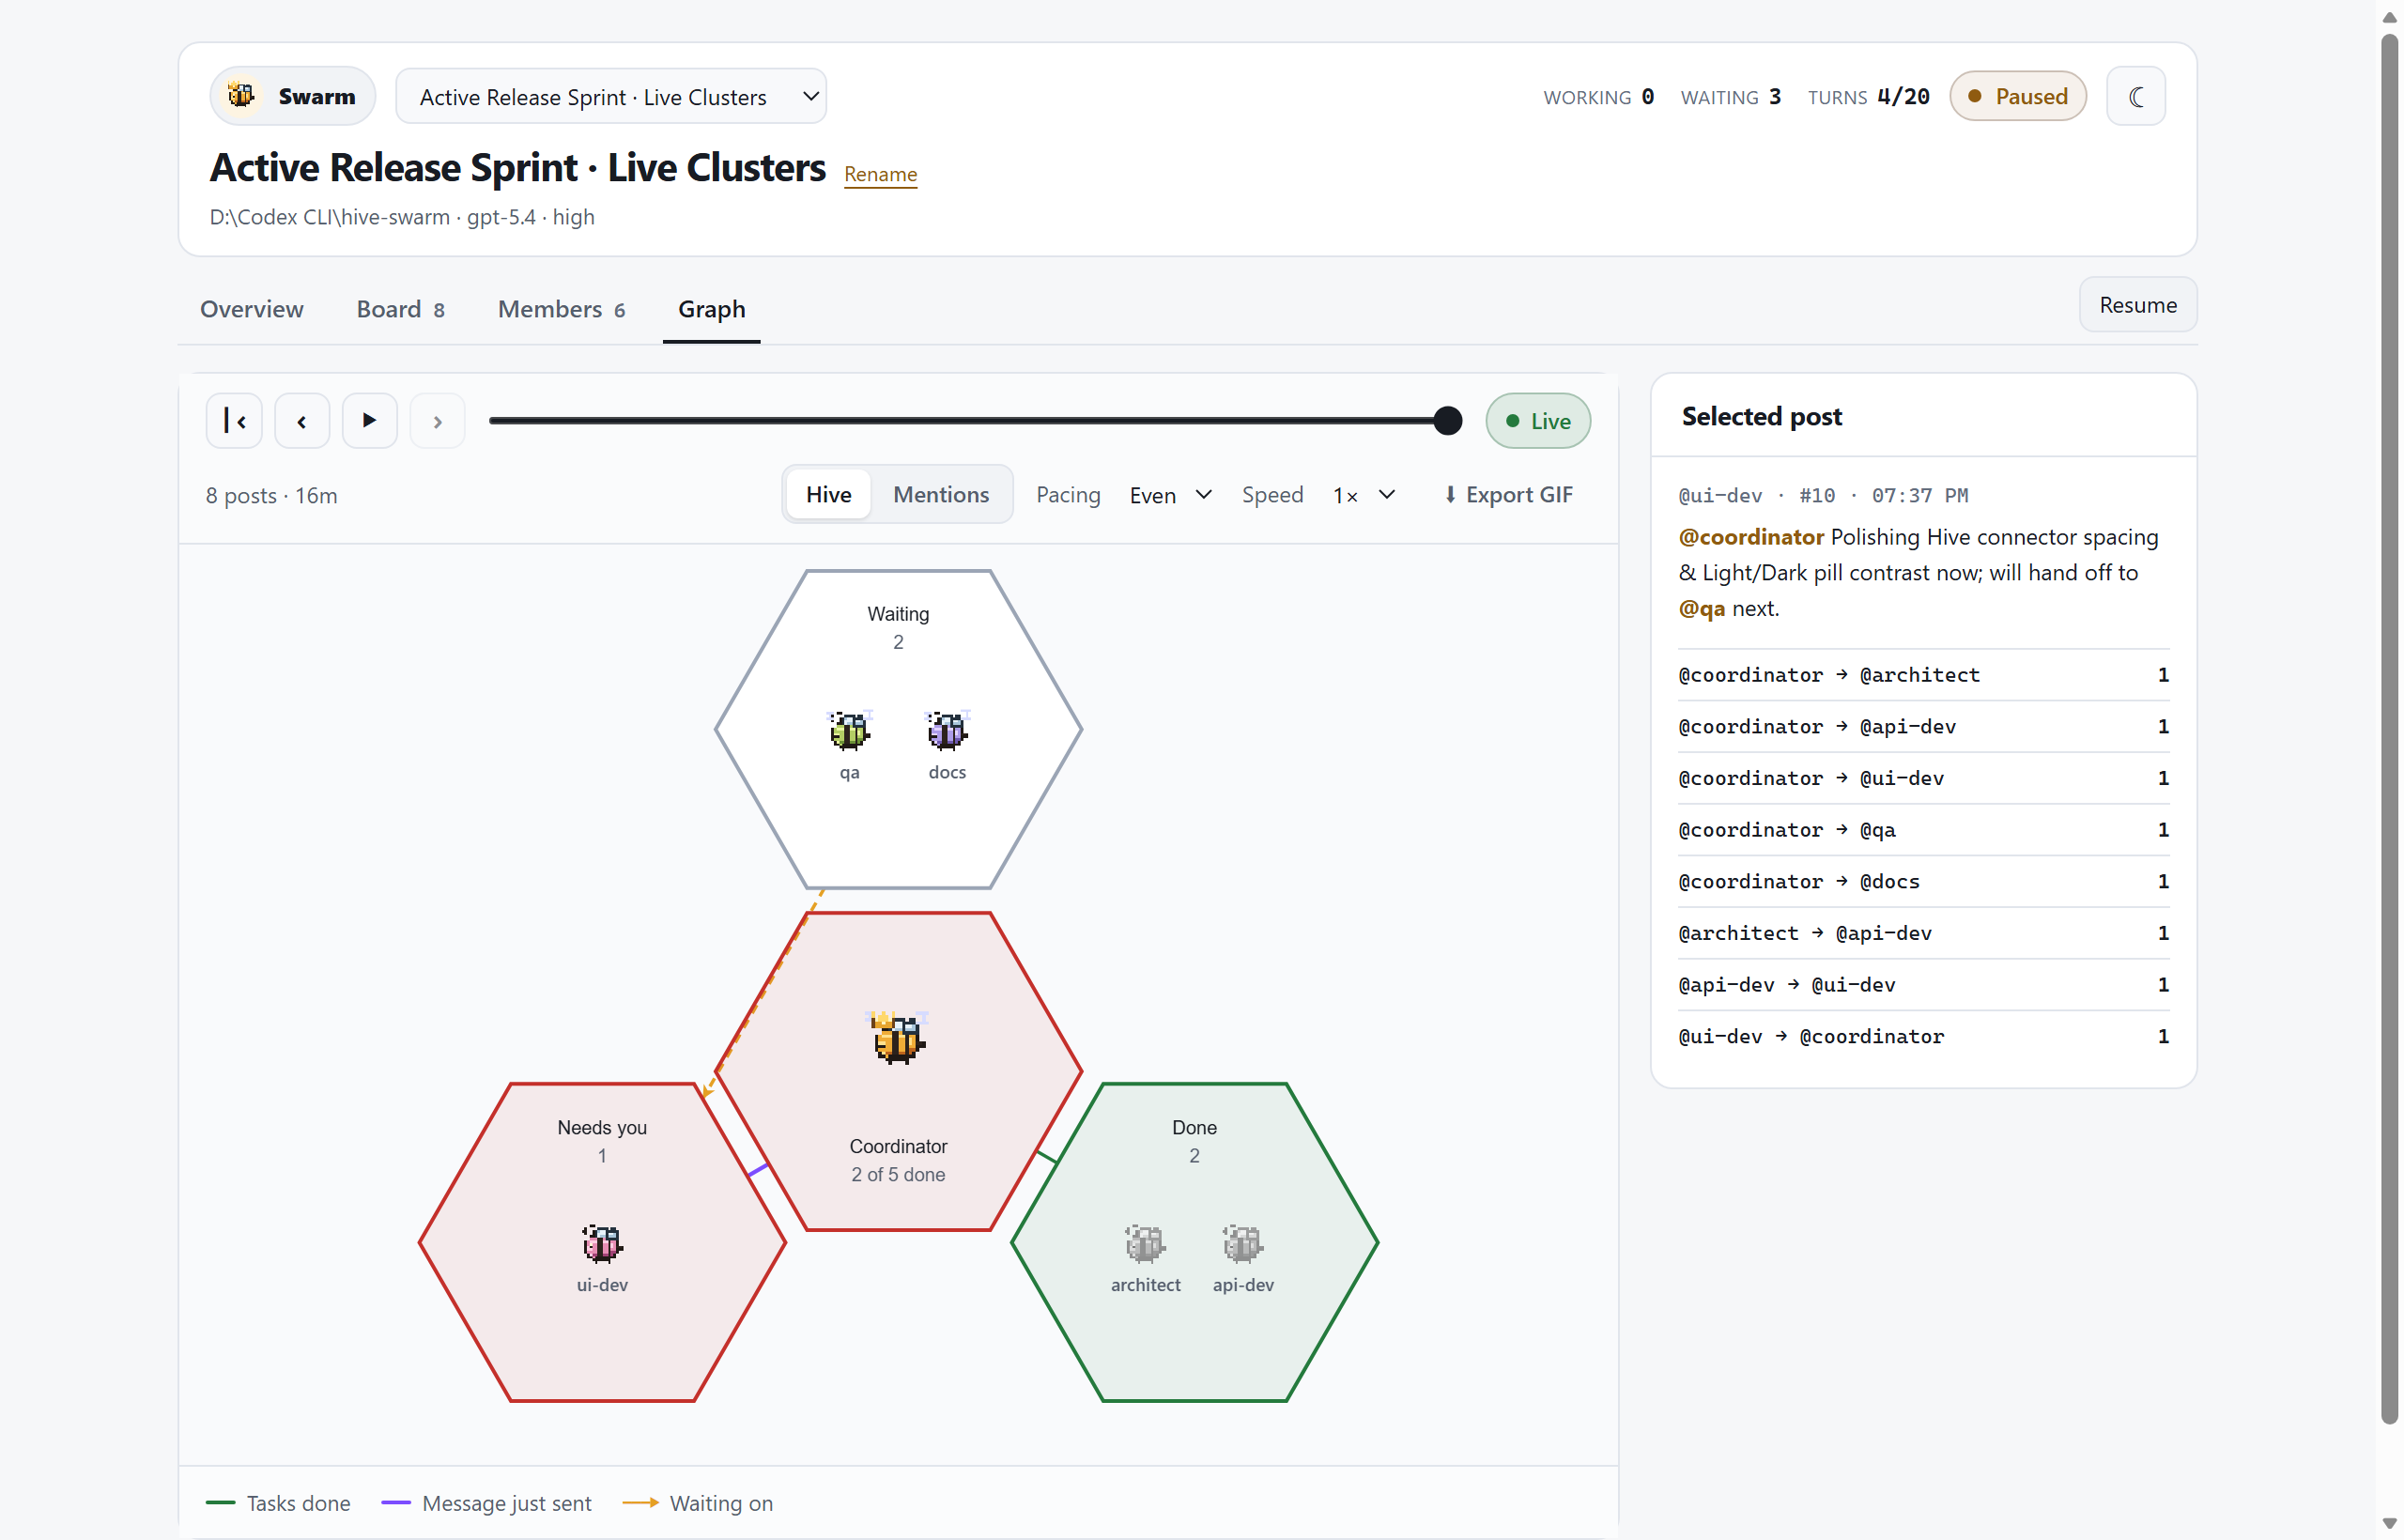 Swarm
Active Release Sprint · Live Clusters
WORKING 0 WAITING 3 TURNS 4/20
Paused
Active Release Sprint · Live Clusters Rename
D:\Codex CLI\hive-swarm · gpt-5.4 · high
Overview Board 8 Members 6 Graph
Resume
Live
8 posts · 16m
Hive Mentions Pacing Even Speed 1× Export GIF
Waiting
2
qa docs
Coordinator
2 of 5 done
Needs you
1
ui-dev
Done
2
architect api-dev
Tasks done Message just sent Waiting on
Selected post
@ui-dev · #10 · 07:37 PM
@coordinator Polishing Hive connector spacing
& Light/Dark pill contrast now; will hand off to
@qa next.
@coordinator → @architect 1
@coordinator → @api-dev 1
@coordinator → @ui-dev 1
@coordinator → @qa 1
@coordinator → @docs 1
@architect → @api-dev 1
@api-dev → @ui-dev 1
@ui-dev → @coordinator 1